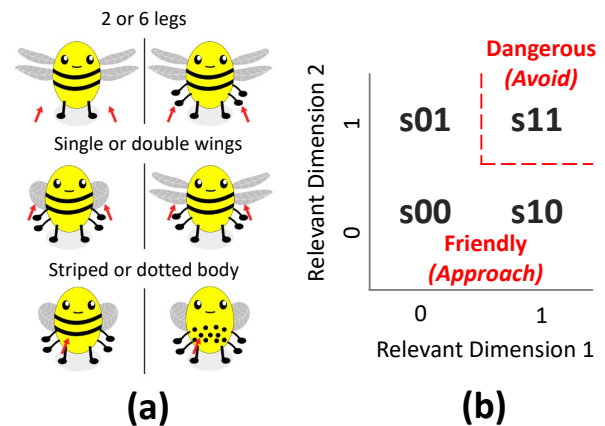 2 or 6 legs
Single or double wings
Striped or dotted body
(a)
Dangerous
(Avoid)
s01 s11
s00 s10
Friendly
(Approach)
Relevant Dimension 2
1
0
0 1
Relevant Dimension 1
(b)